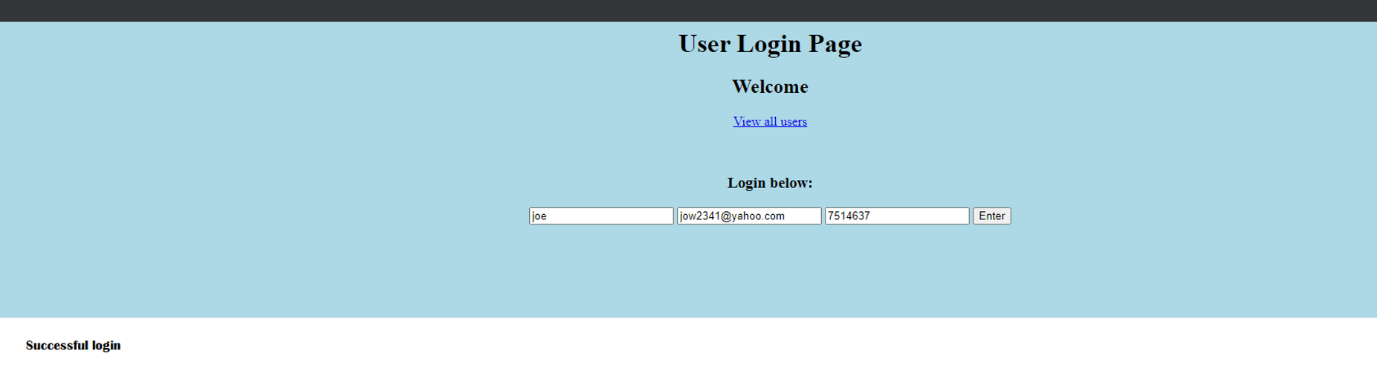 User Login Page
Welcome
View all users
Login below:
joe jow2341@yahoo.com 7514637 Enter
Successful login